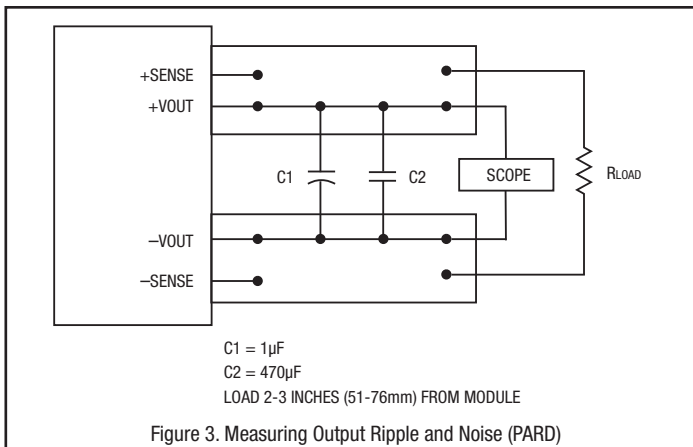 +SENSE
+VOUT
C1
C2
SCOPE
RLOAD
−VOUT
−SENSE
C1 = 1µF
C2 = 470µF
LOAD 2-3 INCHES (51-76mm) FROM MODULE
Figure 3. Measuring Output Ripple and Noise (PARD)